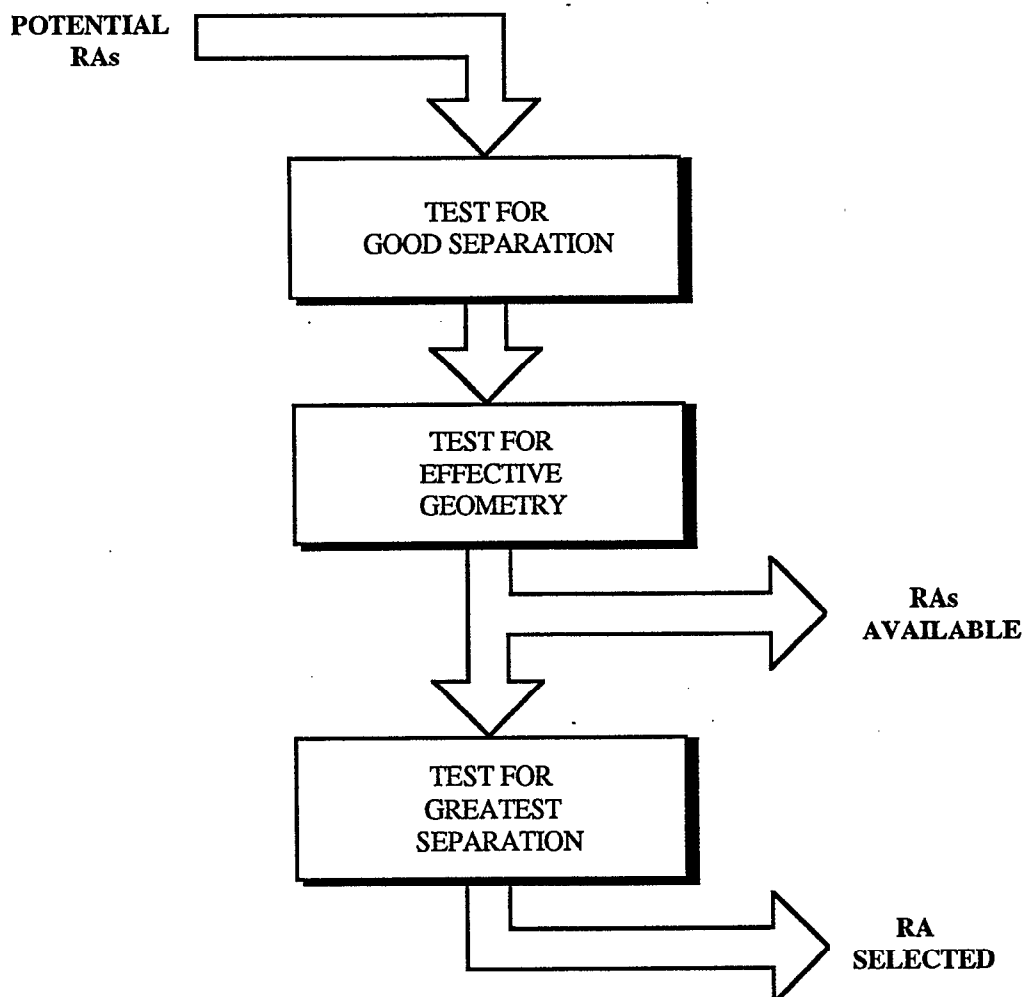 POTENTIAL
RAs
TEST FOR
GOOD SEPARATION
TEST FOR
EFFECTIVE
GEOMETRY
RAs
AVAILABLE
TEST FOR
GREATEST
SEPARATION
RA
SELECTED